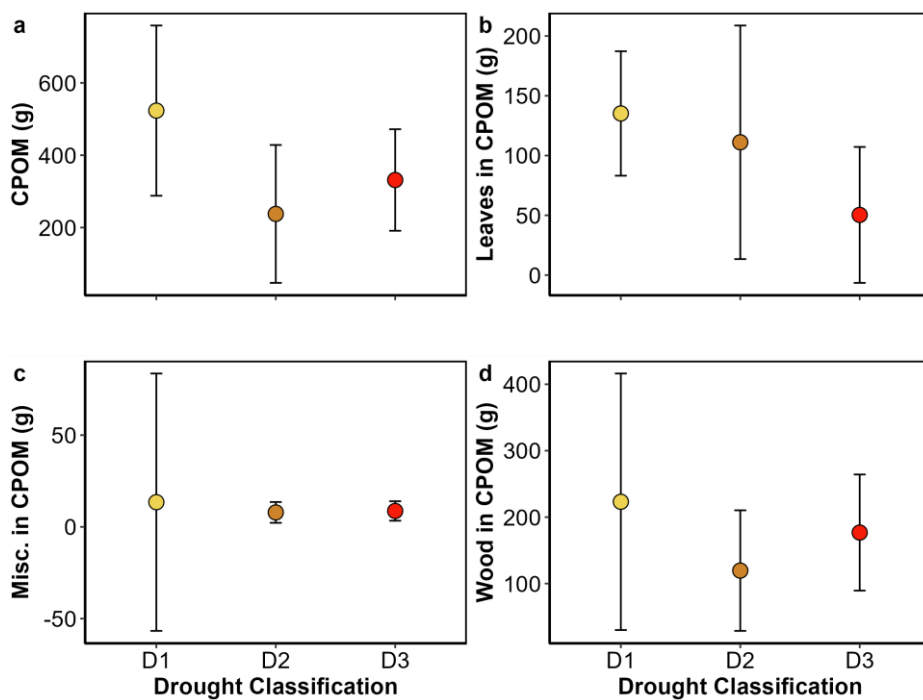 a
CPOM (g)
600
400
200
b
Leaves in CPOM (g)
200
150
100
50
0
c
Misc. in CPOM (g)
50
0
-50
D1 D2 D3
Drought Classification
d
Wood in CPOM (g)
400
300
200
100
D1 D2 D3
Drought Classification